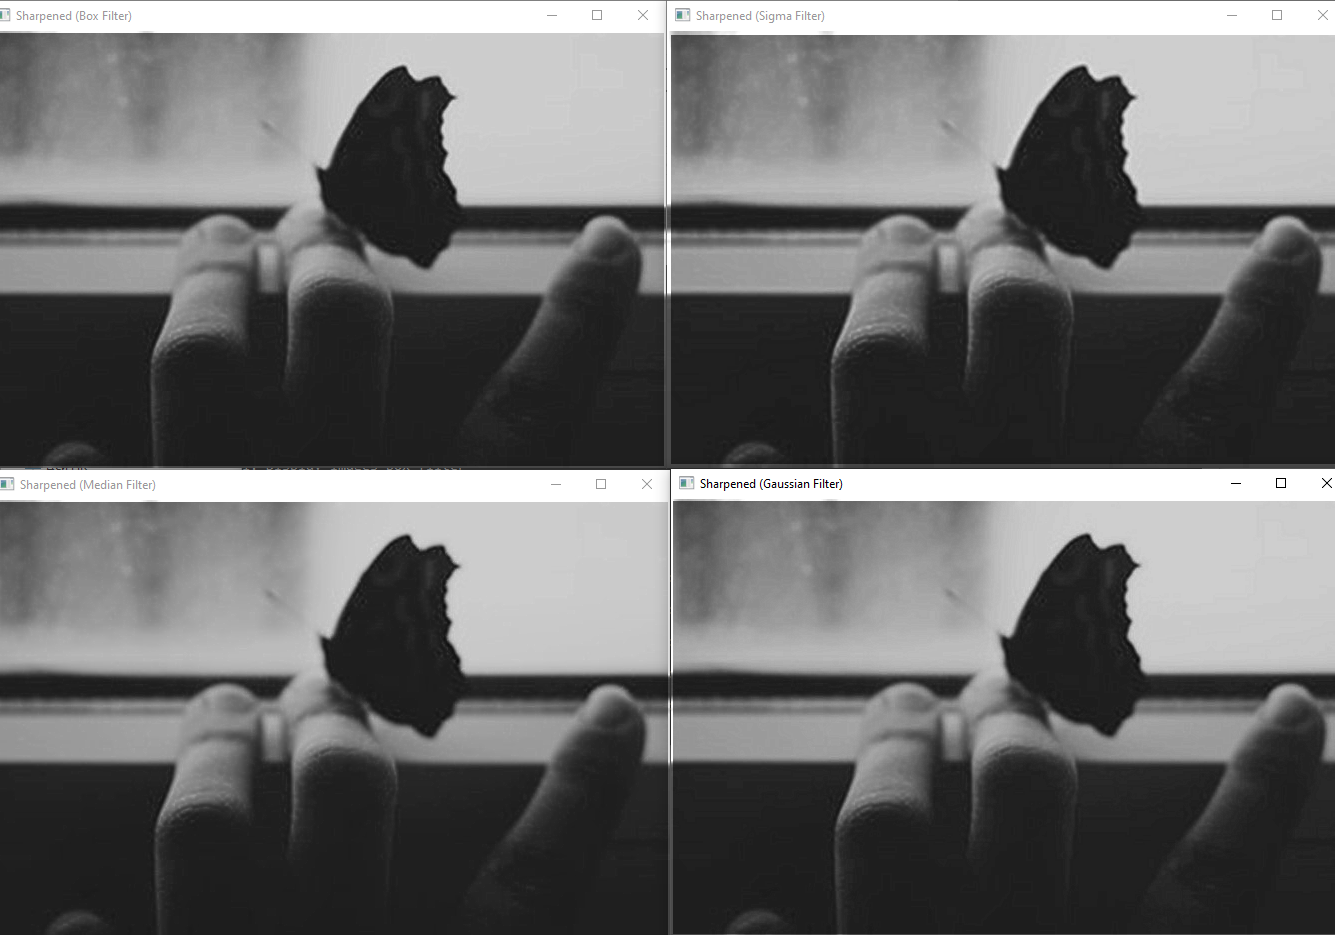 Sharpened (Box Filter)
Sharpened (Sigma Filter)
Sharpened (Median Filter)
Sharpened (Gaussian Filter)